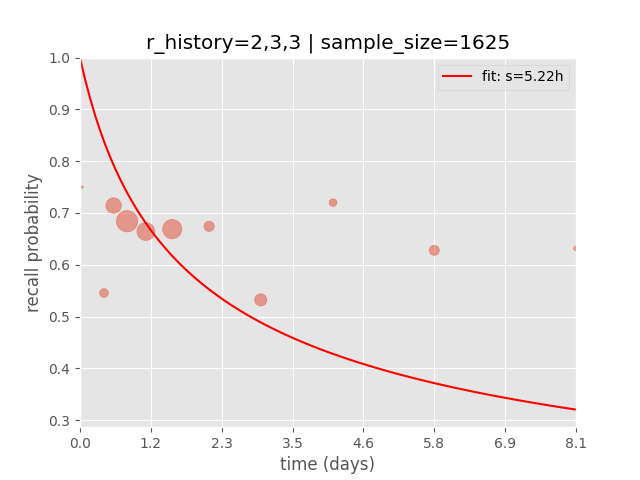 r_history=2,3,3 | sample_size=1625
fit: s=5.22h
recall probability
1.0
0.9
0.8
0.7
0.6
0.5
0.4
0.3
0.0 1.2 2.3 3.5 4.6 5.8 6.9 8.1
time (days)